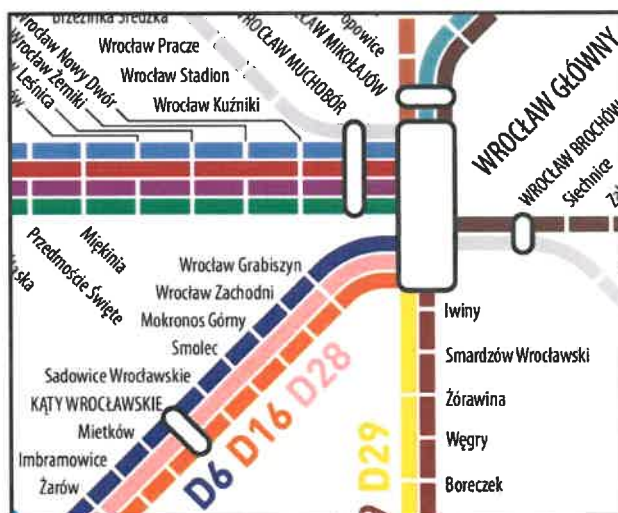 Brzezinka Średzka
Wrocław Pracze
Wrocław Stadion
Wrocław Kuźniki
Wrocław Nowy Dwór
Wrocław Żerniki
Leśnica
WROCŁAW MUCHOBÓR
MIKOŁAJÓW
WROCŁAW GŁÓWNY
WROCŁAW BROCHÓW
Siechnice
Miękinia
Przedmoście Święte
Wrocław Grabiszyn
Wrocław Zachodni
Mokronos Górny
Smolec
Sadowice Wrocławskie
KĄTY WROCŁAWSKIE
Mietków
Imbramowice
Żarów
D6 D16 D28
D29
Iwiny
Smardzów Wrocławski
Żórawina
Węgry
Boreczek